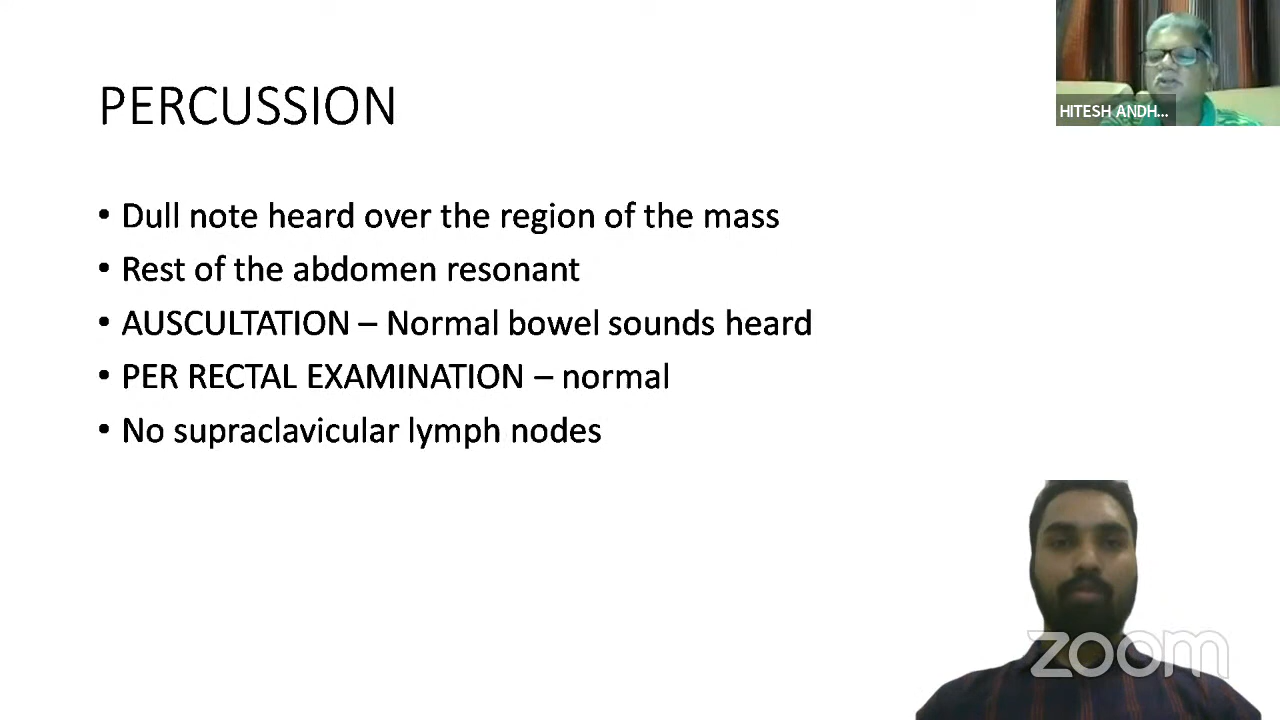 PERCUSSION
HITESH ANDH...
• Dull note heard over the region of the mass
• Rest of the abdomen resonant
• AUSCULTATION – Normal bowel sounds heard
• PER RECTAL EXAMINATION – normal
• No supraclavicular lymph nodes
zoom